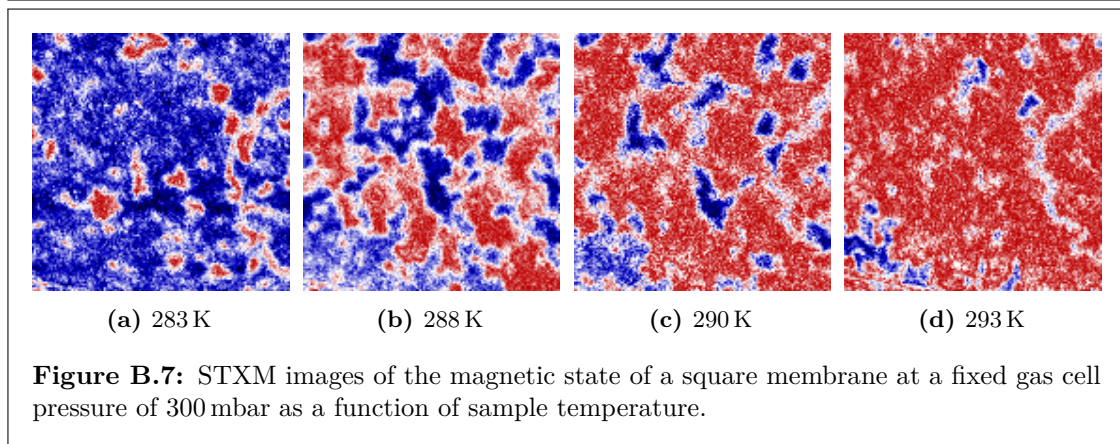 (a) 283 K
(b) 288 K
(c) 290 K
(d) 293 K
Figure B.7: STXM images of the magnetic state of a square membrane at a fixed gas cell
pressure of 300 mbar as a function of sample temperature.